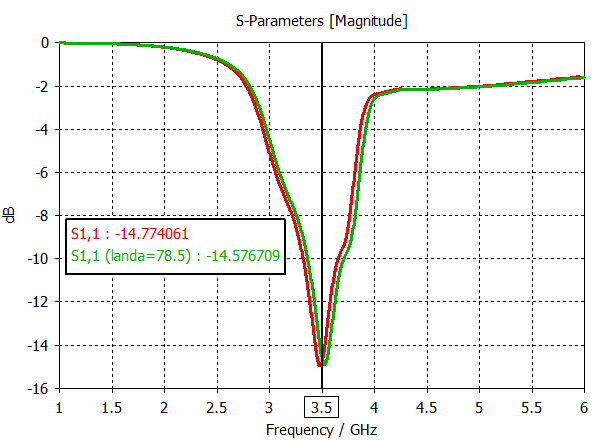 S-Parameters [Magnitude]
0
-2
-4
-6
-8
-10
-12
-14
-16
dB
S1,1 : -14.774061
S1,1 (landa=78.5) : -14.576709
1 1.5 2 2.5 3 3.5 4 4.5 5 5.5 6
Frequency / GHz